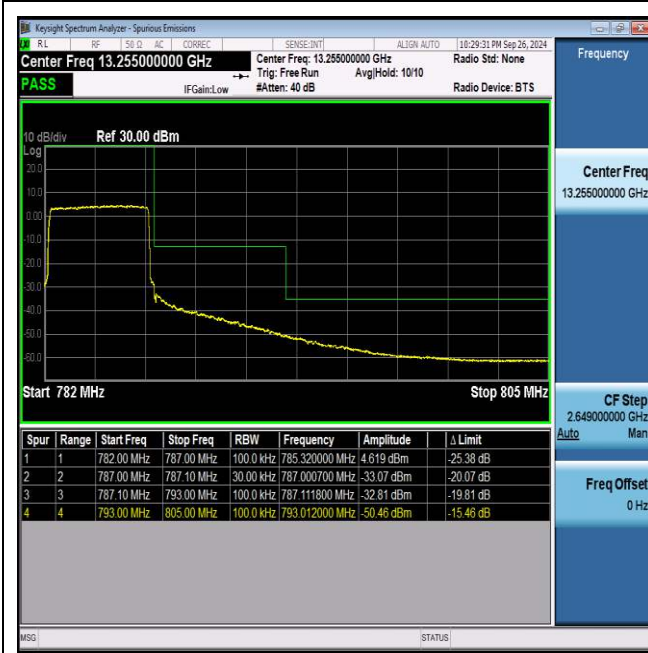 Keysight Spectrum Analyzer - Spurious Emissions
RL RF 50 Ω AC CORREC SENSE:INT ALIGN AUTO 10:29:31 PM Sep 26, 2024
Center Freq 13.255000000 GHz
Center Freq: 13.255000000 GHz
Radio Std: None
PASS
Trig: Free Run Avg|Hold: 10/10
IFGain:Low
#Atten: 40 dB
Radio Device: BTS
10 dB/div Ref 30.00 dBm
Log
20.0
10.0
0.00
-10.0
-20.0
-30.0
-40.0
-50.0
-60.0
Start 782 MHz Stop 805 MHz
Spur Range Start Freq Stop Freq RBW Frequency Amplitude Δ Limit
1 1 782.00 MHz 787.00 MHz 100.0 kHz 785.320000 MHz 4.619 dBm -25.38 dB
2 2 787.00 MHz 787.10 MHz 30.00 kHz 787.000700 MHz -33.07 dBm -20.07 dB
3 3 787.10 MHz 793.00 MHz 100.0 kHz 787.111800 MHz -32.81 dBm -19.81 dB
4 4 793.00 MHz 805.00 MHz 100.0 kHz 793.012000 MHz -50.46 dBm -15.46 dB
MSG STATUS
Frequency
Center Freq
13.255000000 GHz
CF Step
2.649000000 GHz
Auto Man
Freq Offset
0 Hz